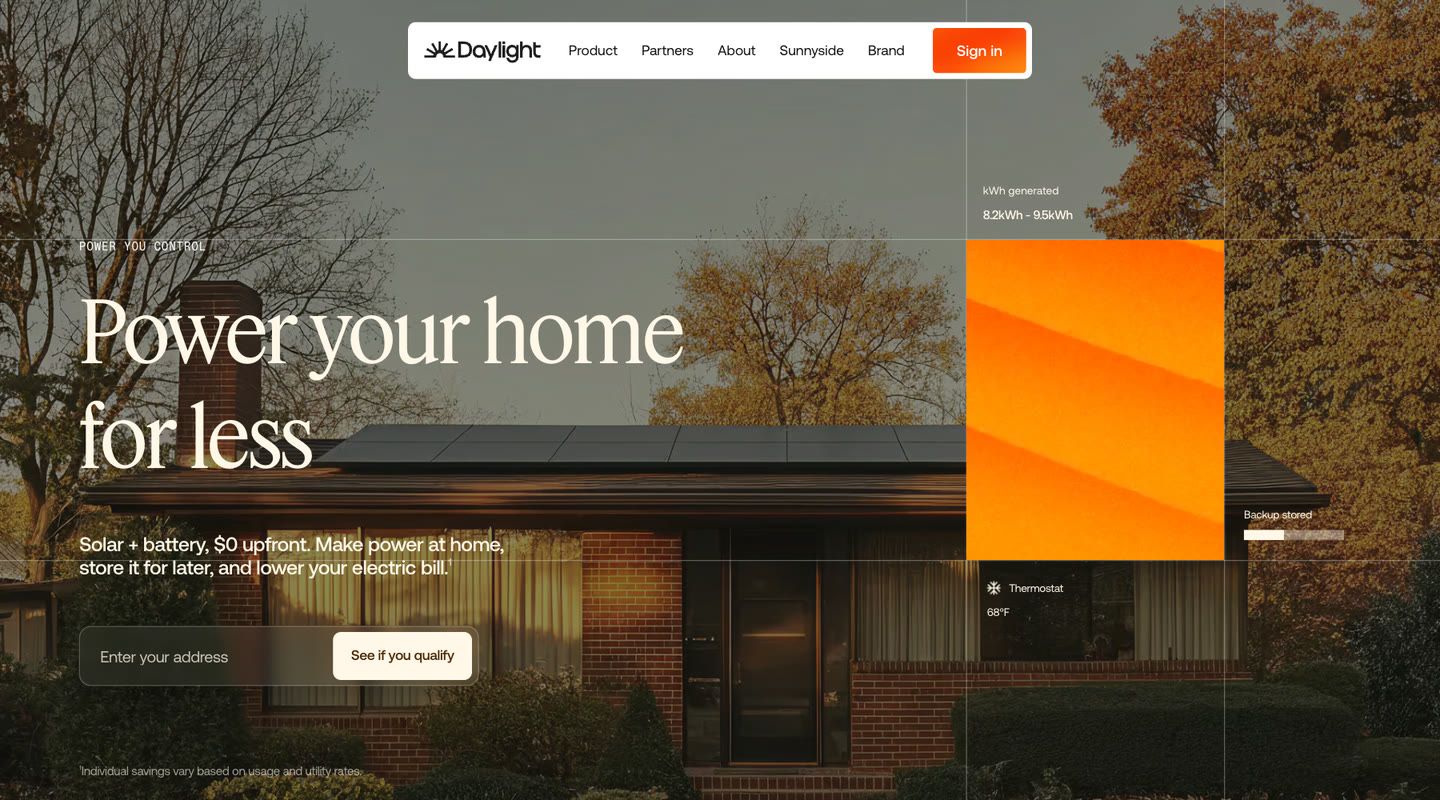 Daylight
Product
Partners
About
Sunnyside
Brand
Sign in
kWh generated
8.2kWh - 9.5kWh
POWER YOU CONTROL
Power your home
for less
Solar + battery, $0 upfront. Make power at home,
store it for later, and lower your electric bill.¹
Enter your address
See if you qualify
Backup stored
Thermostat
68°F
¹Individual savings vary based on usage and utility rates.